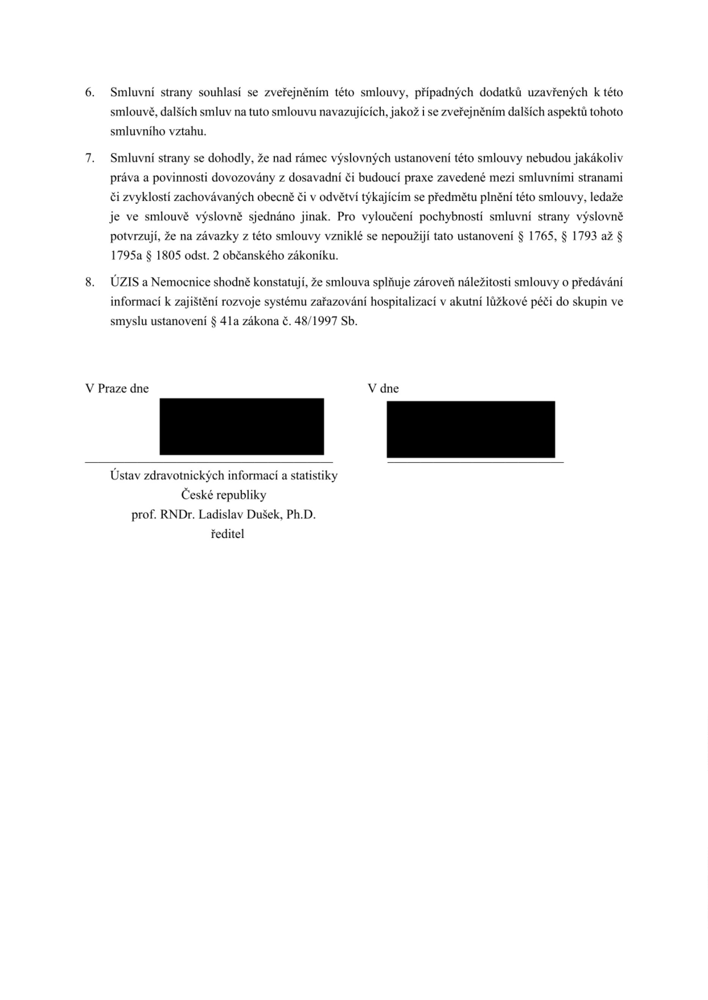 6. Smluvní strany souhlasí se zveřejněním této smlouvy, případných dodatků uzavřených k této
smlouvě, dalších smluv na tuto smlouvu navazujících, jakož i se zveřejněním dalších aspektů tohoto
smluvního vztahu.
7. Smluvní strany se dohodly, že nad rámec výslovných ustanovení této smlouvy nebudou jakákoliv
práva a povinnosti dovozovány z dosavadní či budoucí praxe zavedené mezi smluvními stranami
či zvyklostí zachovávaných obecně či v odvětví týkajícím se předmětu plnění této smlouvy, ledaže
je ve smlouvě výslovně sjednáno jinak. Pro vyloučení pochybností smluvní strany výslovně
potvrzují, že na závazky z této smlouvy vzniklé se nepoužijí tato ustanovení § 1765, § 1793 až §
1795a § 1805 odst. 2 občanského zákoníku.
8. ÚZIS a Nemocnice shodně konstatují, že smlouva splňuje zároveň náležitosti smlouvy o předávání
informací k zajištění rozvoje systému zařazování hospitalizací v akutní lůžkové péči do skupin ve
smyslu ustanovení § 41a zákona č. 48/1997 Sb.
V Praze dne
V dne
Ústav zdravotnických informací a statistiky
České republiky
prof. RNDr. Ladislav Dušek, Ph.D.
ředitel